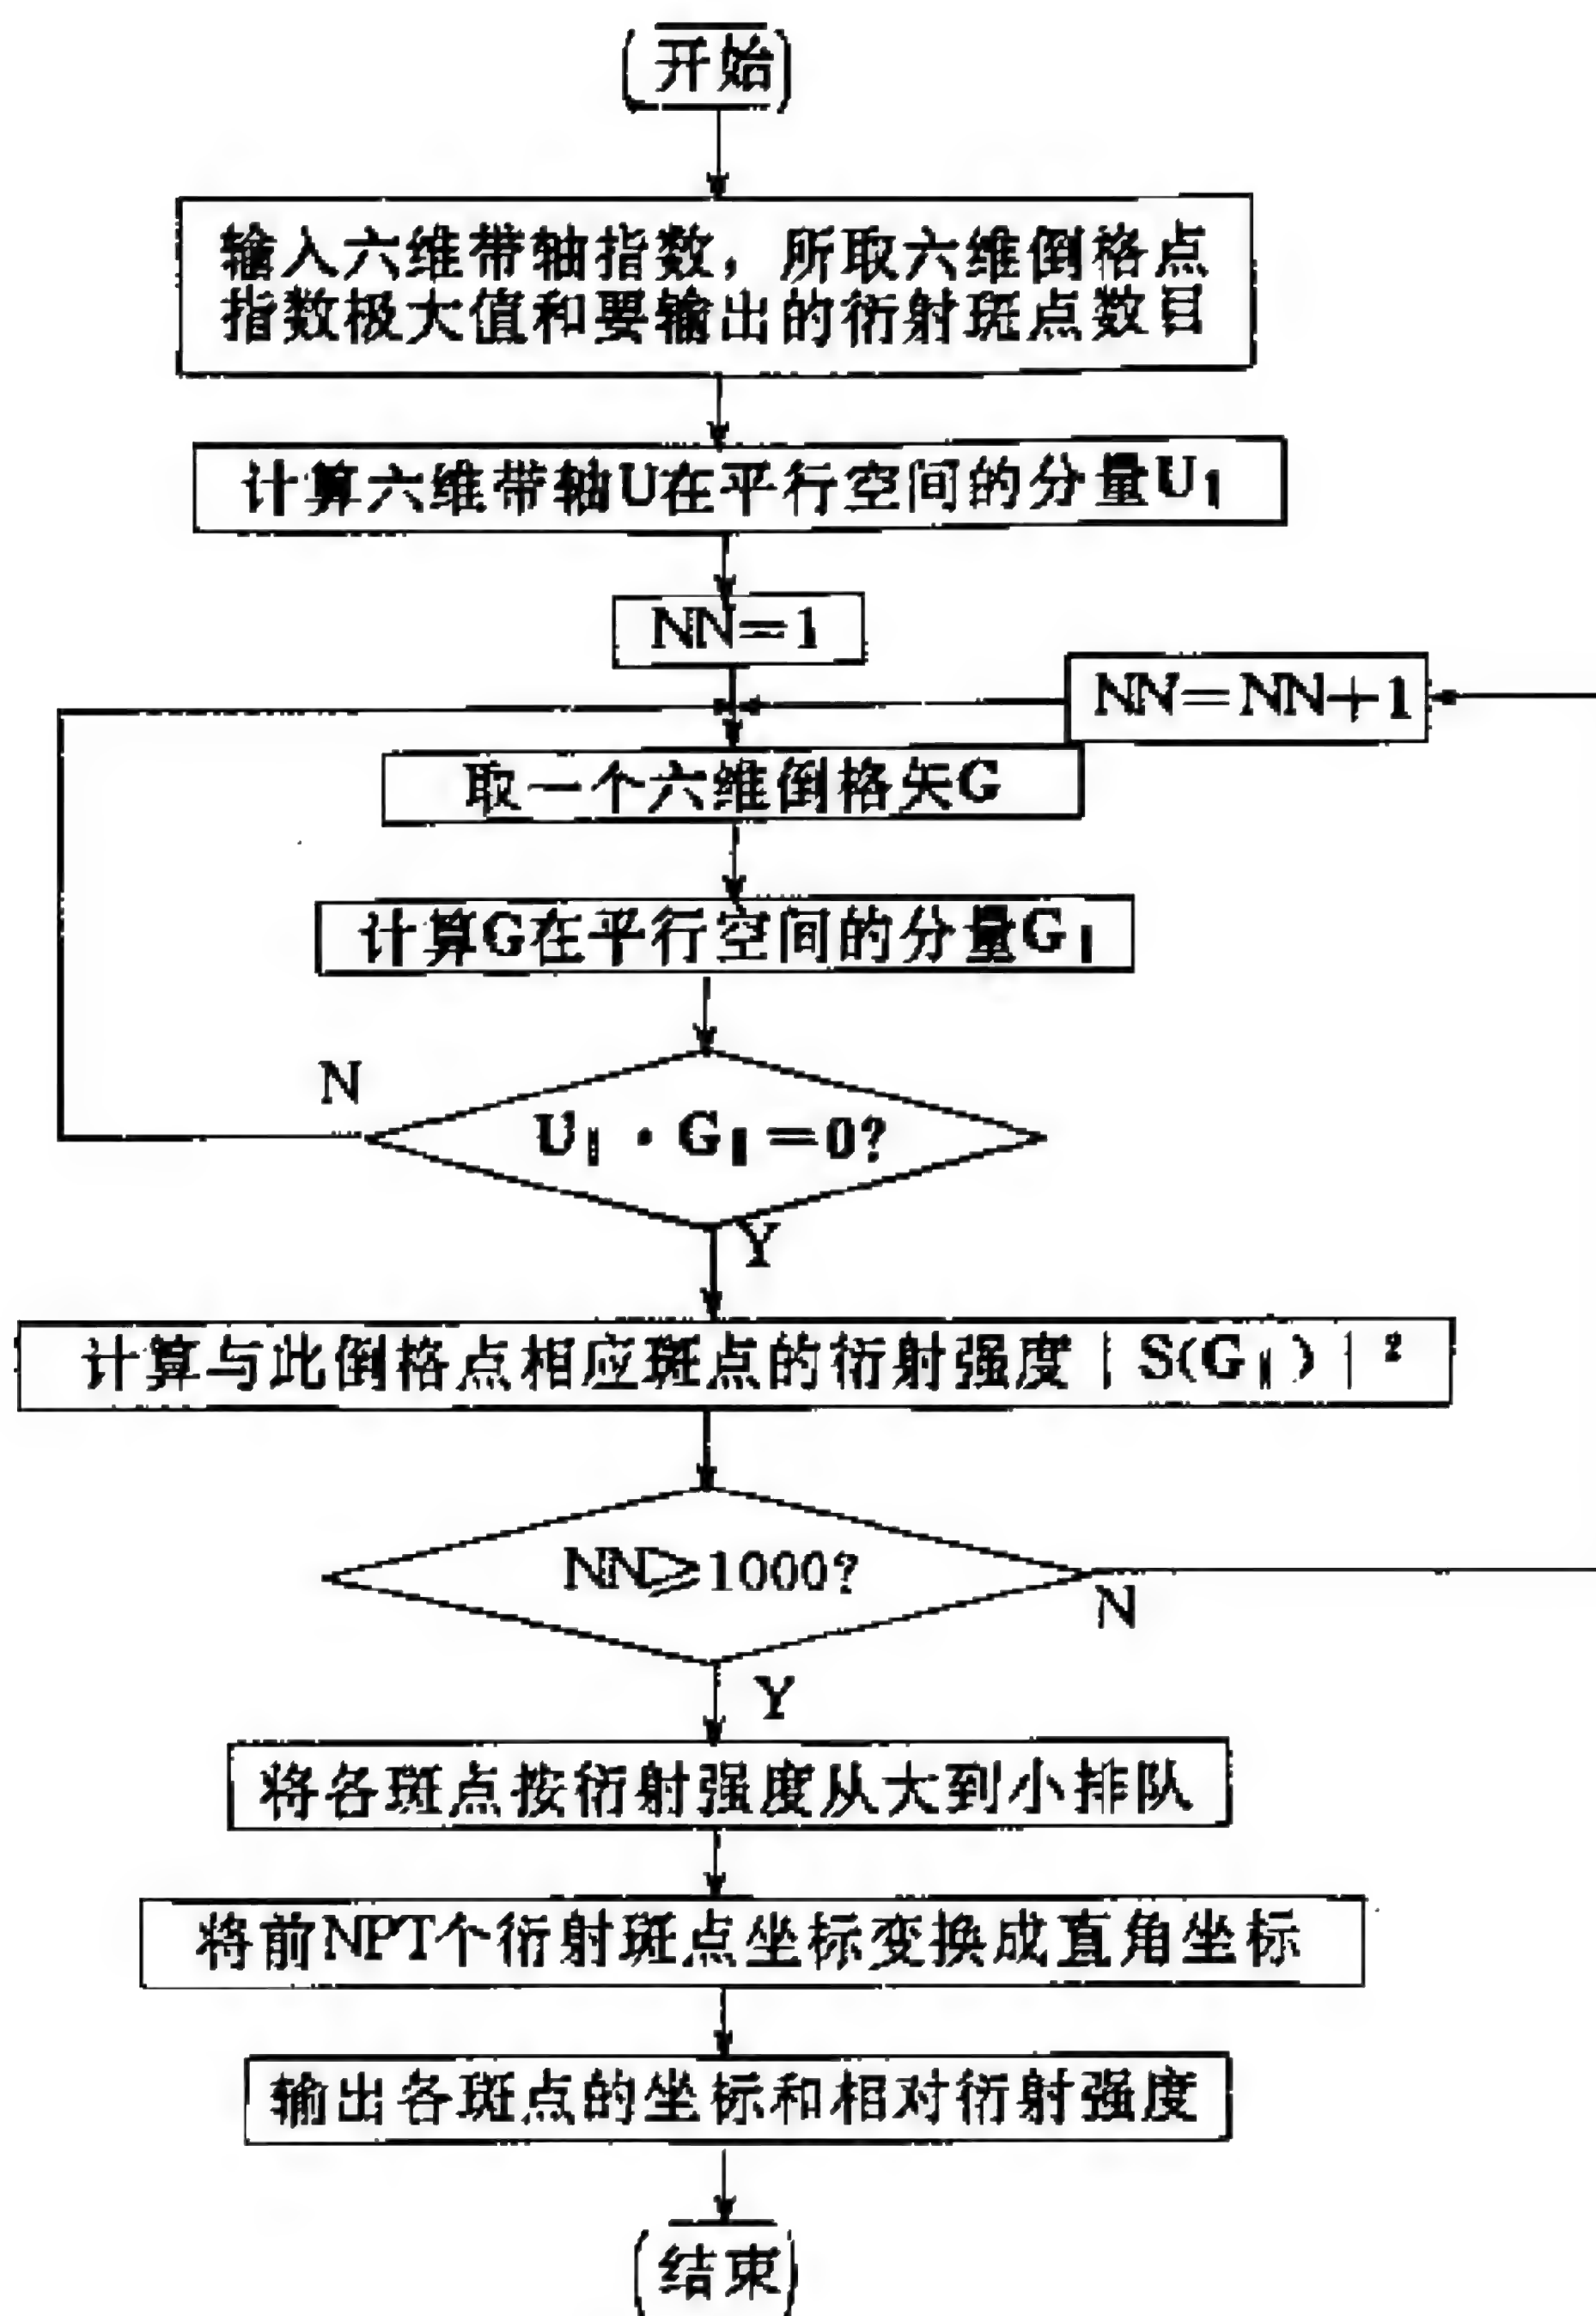 开始
输入六维带轴指数，所取六维倒格点
指数极大值和要输出的衍射斑点数目
计算六维带轴U在平行空间的分量U∥
NN=1
NN=NN+1
取一个六维倒格矢G
计算G在平行空间的分量G∥
N
U∥·G∥=0?
Y
计算与此倒格点相应斑点的衍射强度|S(G∥)|²
NN≥1000?
N
Y
将各斑点按衍射强度从大到小排队
将前NPT个衍射斑点坐标变换成直角坐标
输出各斑点的坐标和相对衍射强度
结束